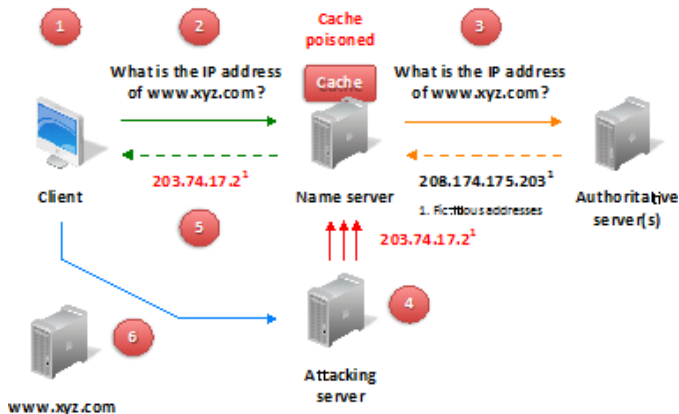 1
2
Cache
poisoned
3
What is the IP address
of www.xyz.com?
Cache
What is the IP address
of www.xyz.com?
203.74.17.2¹
208.174.175.203¹
Client
Name server
1. Fictitious addresses
Authoritative
server(s)
5
203.74.17.2¹
4
6
Attacking
server
www.xyz.com